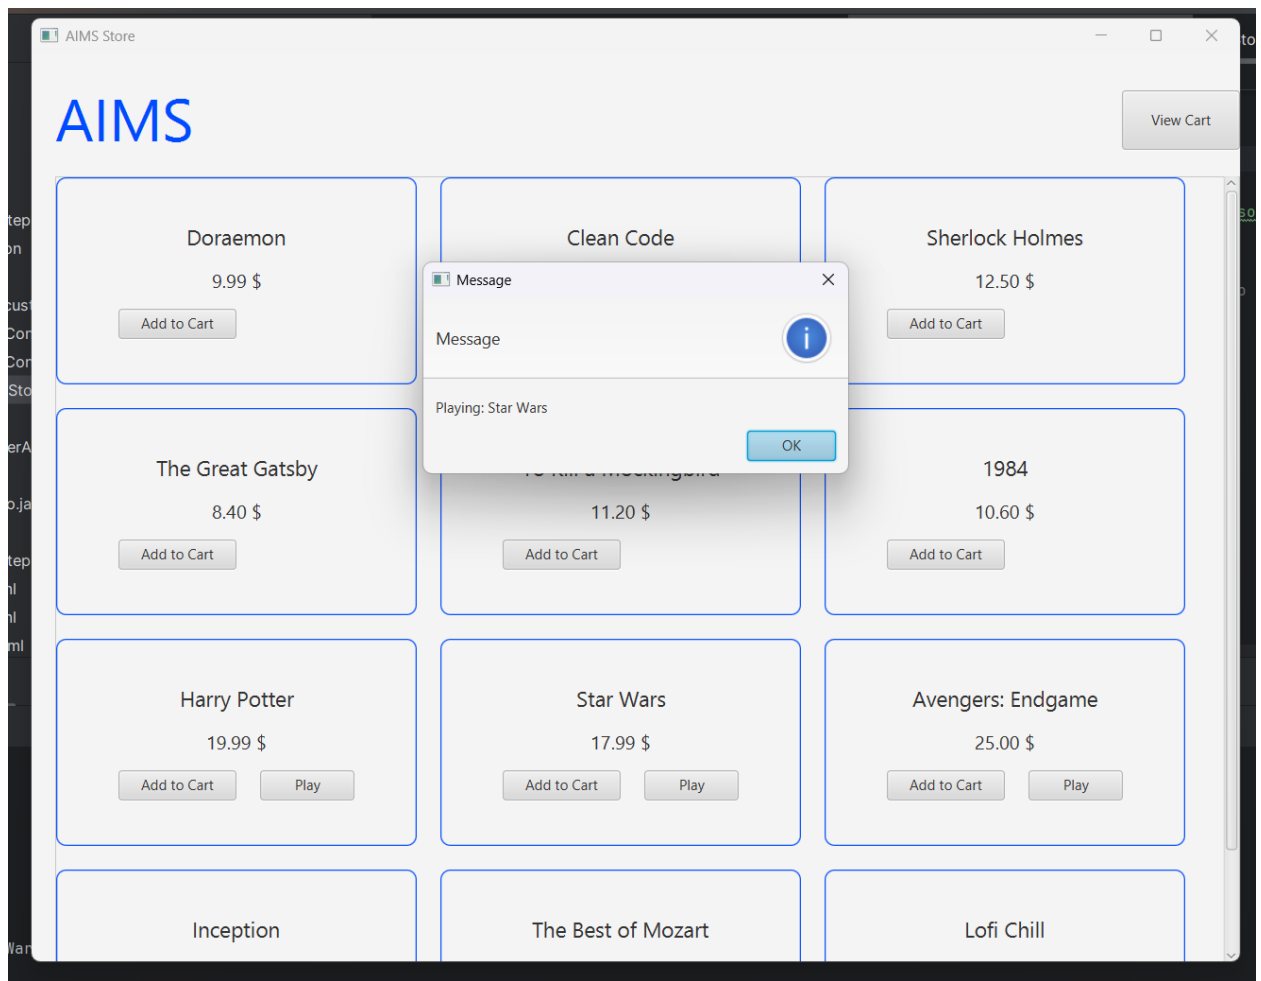 AIMS Store
AIMS
View Cart
Doraemon
Clean Code
Sherlock Holmes
9.99 $
12.50 $
Add to Cart
Add to Cart
Message
Message
Playing: Star Wars
OK
The Great Gatsby
To Kill a Mockingbird
1984
8.40 $
11.20 $
10.60 $
Add to Cart
Add to Cart
Add to Cart
Harry Potter
Star Wars
Avengers: Endgame
19.99 $
17.99 $
25.00 $
Add to Cart
Play
Add to Cart
Play
Add to Cart
Play
Inception
The Best of Mozart
Lofi Chill